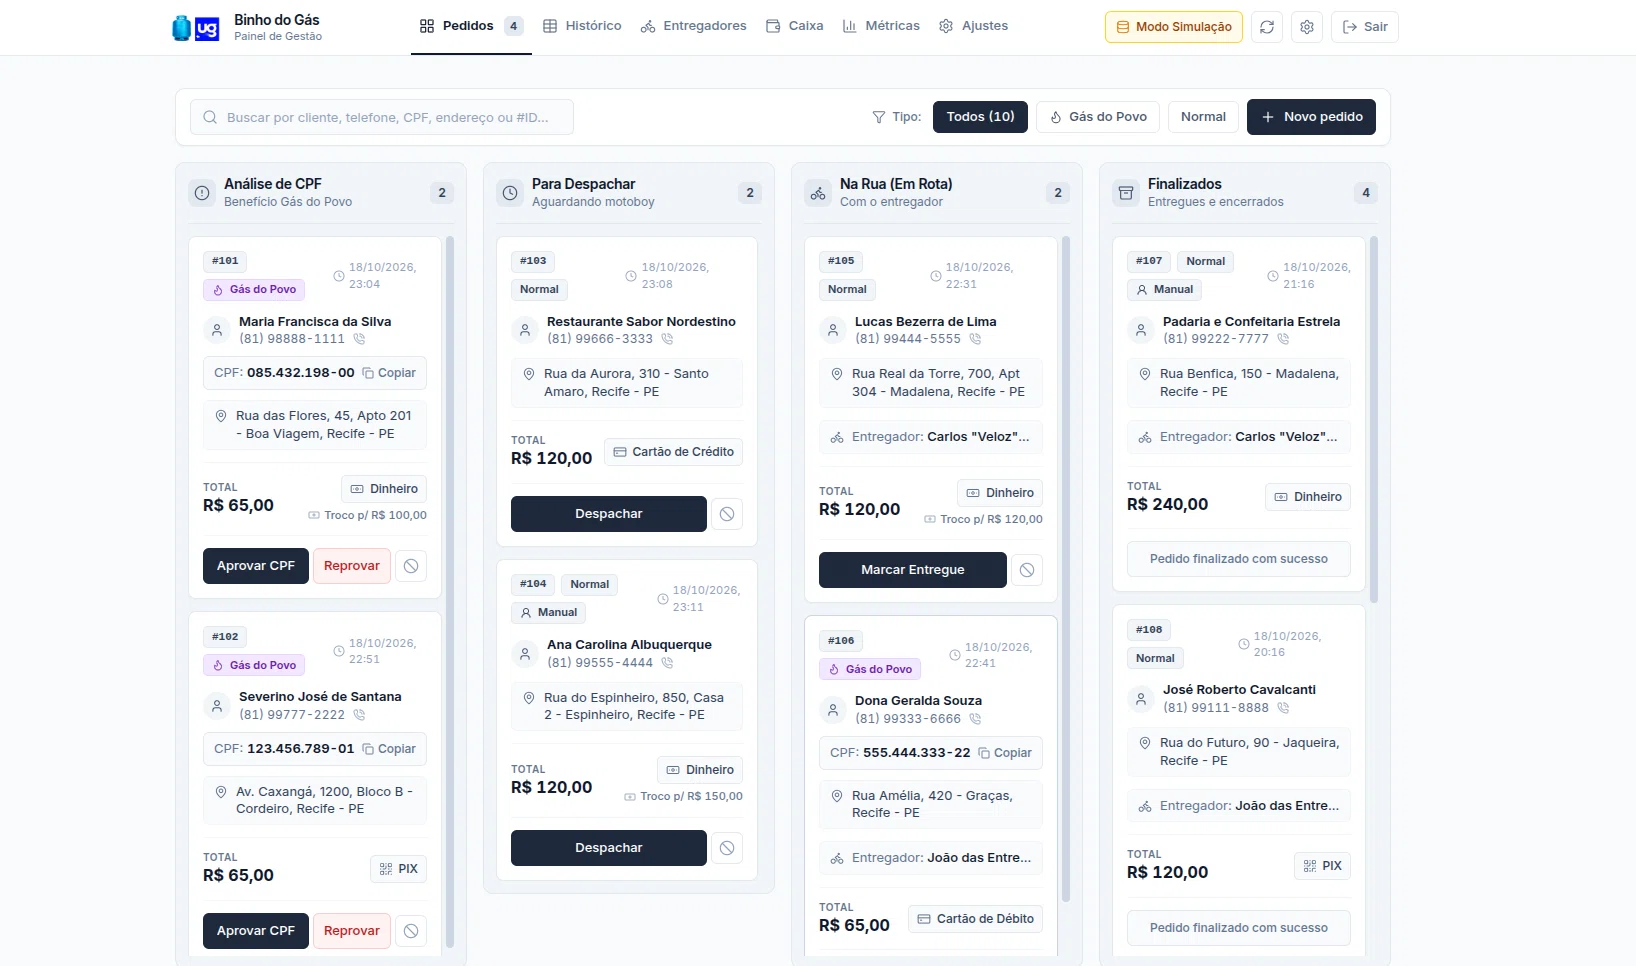 ug
Binho do Gás
Painel de Gestão
Pedidos 4
Histórico
Entregadores
Caixa
Métricas
Ajustes
Modo Simulação
Sair
Buscar por cliente, telefone, CPF, endereço ou #ID...
Tipo:
Todos (10)
Gás do Povo
Normal
Novo pedido
Análise de CPF
Benefício Gás do Povo
2
#101
Gás do Povo
18/10/2026,
23:04
Maria Francisca da Silva
(81) 98888-1111
CPF: 085.432.198-00 Copiar
Rua das Flores, 45, Apto 201
- Boa Viagem, Recife - PE
TOTAL
R$ 65,00
Dinheiro
Troco p/ R$ 100,00
Aprovar CPF
Reprovar
#102
Gás do Povo
18/10/2026,
22:51
Severino José de Santana
(81) 99777-2222
CPF: 123.456.789-01 Copiar
Av. Caxangá, 1200, Bloco B -
Cordeiro, Recife - PE
TOTAL
R$ 65,00
PIX
Aprovar CPF
Reprovar
Para Despachar
Aguardando motoboy
2
#103
Normal
18/10/2026,
23:08
Restaurante Sabor Nordestino
(81) 99666-3333
Rua da Aurora, 310 - Santo
Amaro, Recife - PE
TOTAL
R$ 120,00
Cartão de Crédito
Despachar
#104
Normal
Manual
18/10/2026,
23:11
Ana Carolina Albuquerque
(81) 99555-4444
Rua do Espinheiro, 850, Casa
2 - Espinheiro, Recife - PE
TOTAL
R$ 120,00
Dinheiro
Troco p/ R$ 150,00
Despachar
Na Rua (Em Rota)
Com o entregador
2
#105
Normal
18/10/2026,
22:31
Lucas Bezerra de Lima
(81) 99444-5555
Rua Real da Torre, 700, Apt
304 - Madalena, Recife - PE
Entregador: Carlos "Veloz"...
TOTAL
R$ 120,00
Dinheiro
Troco p/ R$ 120,00
Marcar Entregue
#106
Gás do Povo
18/10/2026,
22:41
Dona Geralda Souza
(81) 99333-6666
CPF: 555.444.333-22 Copiar
Rua Amélia, 420 - Graças,
Recife - PE
Entregador: João das Entre...
TOTAL
R$ 65,00
Cartão de Débito
Finalizados
Entregues e encerrados
4
#107
Normal
Manual
18/10/2026,
21:16
Padaria e Confeitaria Estrela
(81) 99222-7777
Rua Benfica, 150 - Madalena,
Recife - PE
Entregador: Carlos "Veloz"...
TOTAL
R$ 240,00
Dinheiro
Pedido finalizado com sucesso
#108
Normal
18/10/2026,
20:16
José Roberto Cavalcanti
(81) 99111-8888
Rua do Futuro, 90 - Jaqueira,
Recife - PE
Entregador: João das Entre...
TOTAL
R$ 120,00
PIX
Pedido finalizado com sucesso